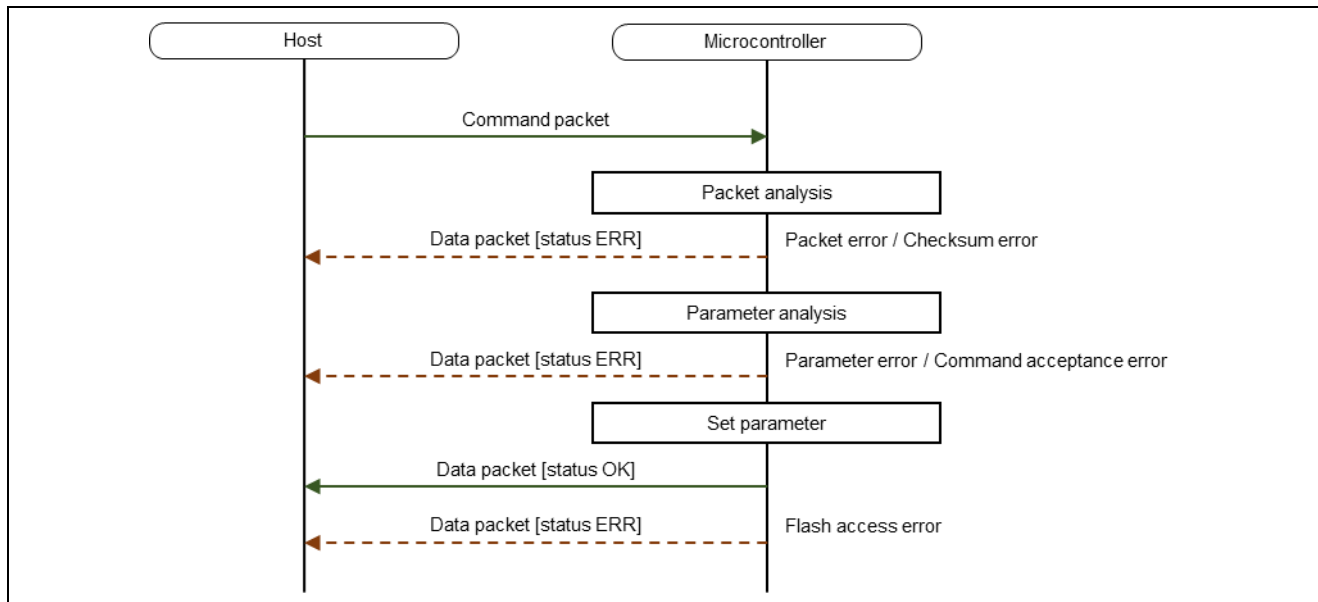 Host
Microcontroller
Command packet
Packet analysis
Data packet [status ERR]
Packet error / Checksum error
Parameter analysis
Data packet [status ERR]
Parameter error / Command acceptance error
Set parameter
Data packet [status OK]
Data packet [status ERR]
Flash access error